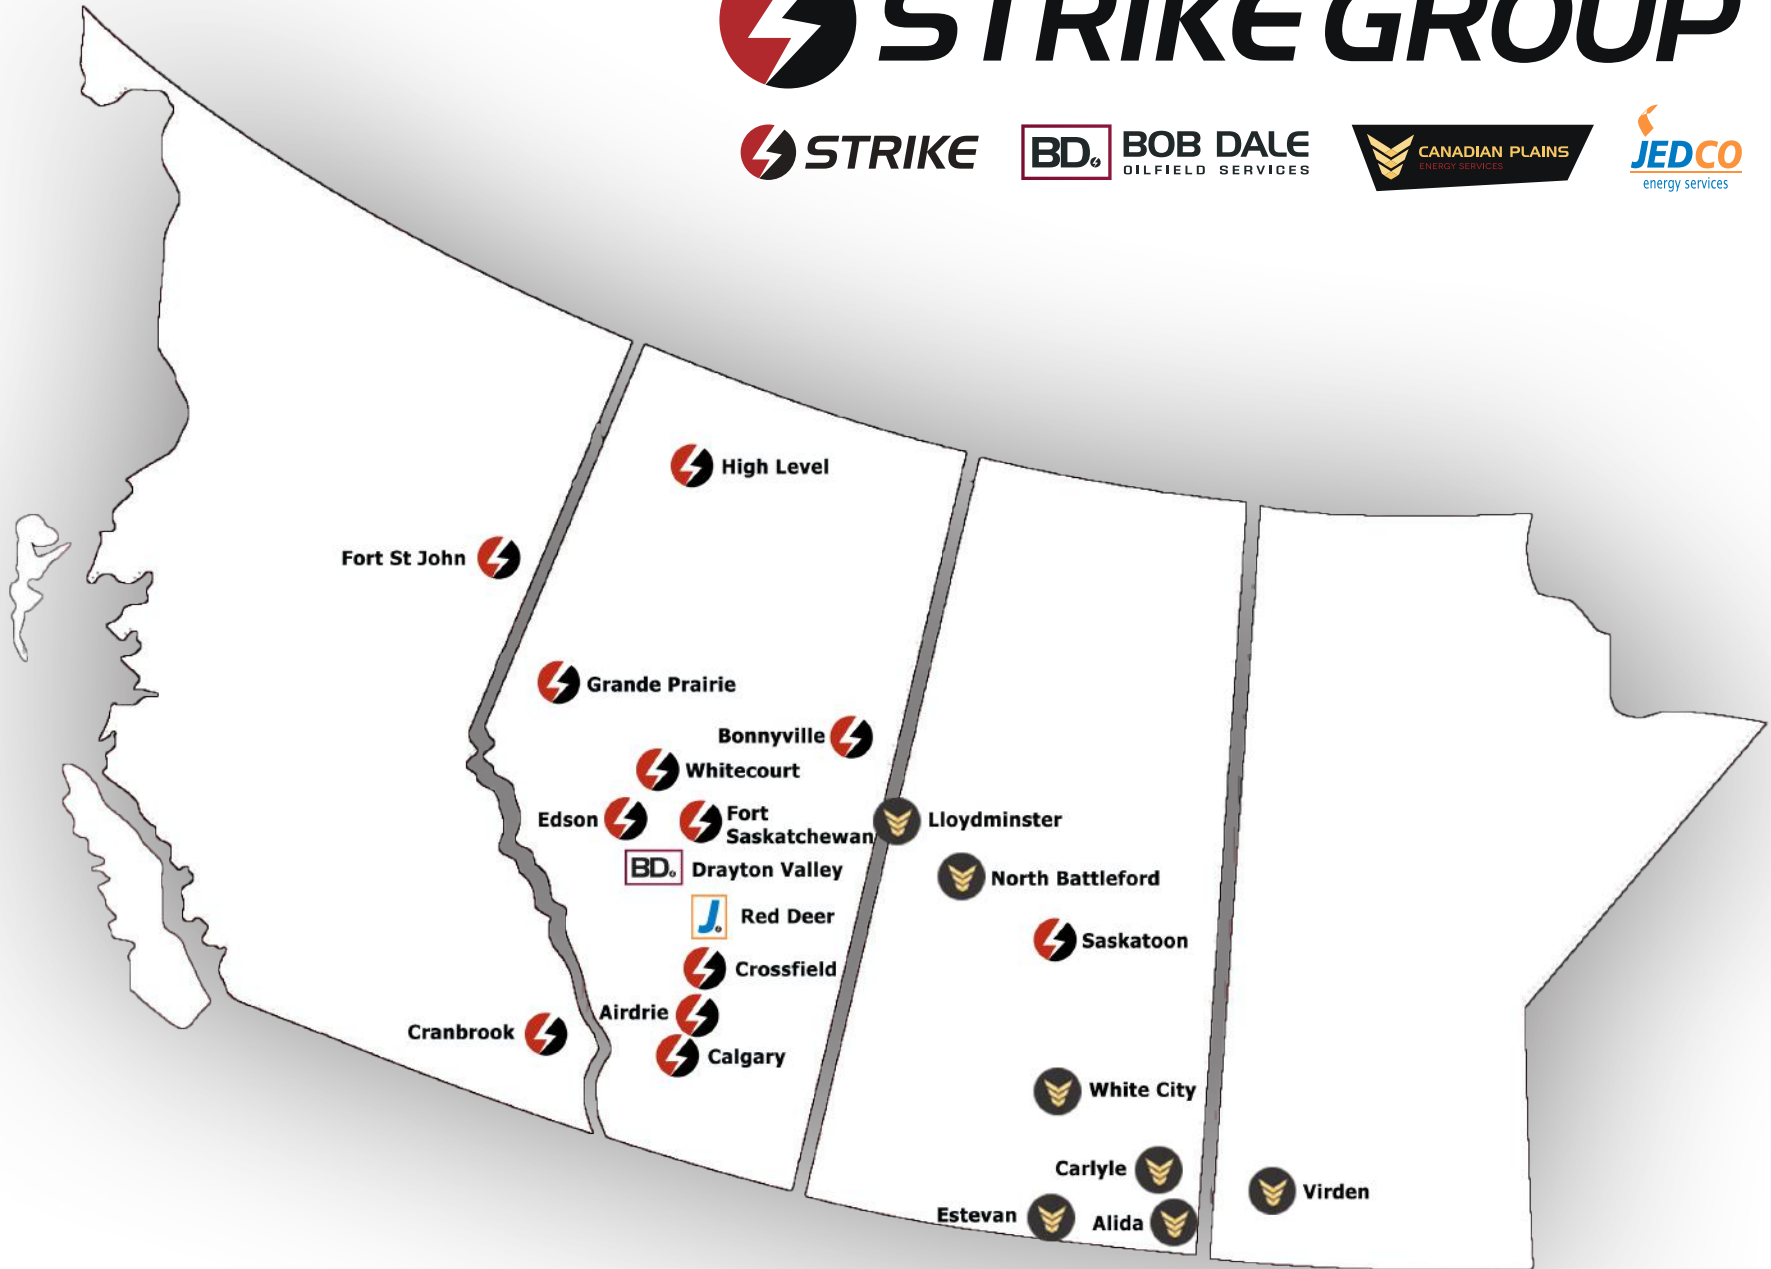 STRIKE GROUP
STRIKE
BD. BOB DALE
OILFIELD SERVICES
CANADIAN PLAINS
ENERGY SERVICES
JEDCO
energy services
High Level
Fort St John
Grande Prairie
Bonnyville
Whitecourt
Edson
Fort
Saskatchewan
Lloydminster
BD. Drayton Valley
North Battleford
J. Red Deer
Saskatoon
Crossfield
Airdrie
Cranbrook
Calgary
White City
Carlyle
Virden
Estevan
Alida